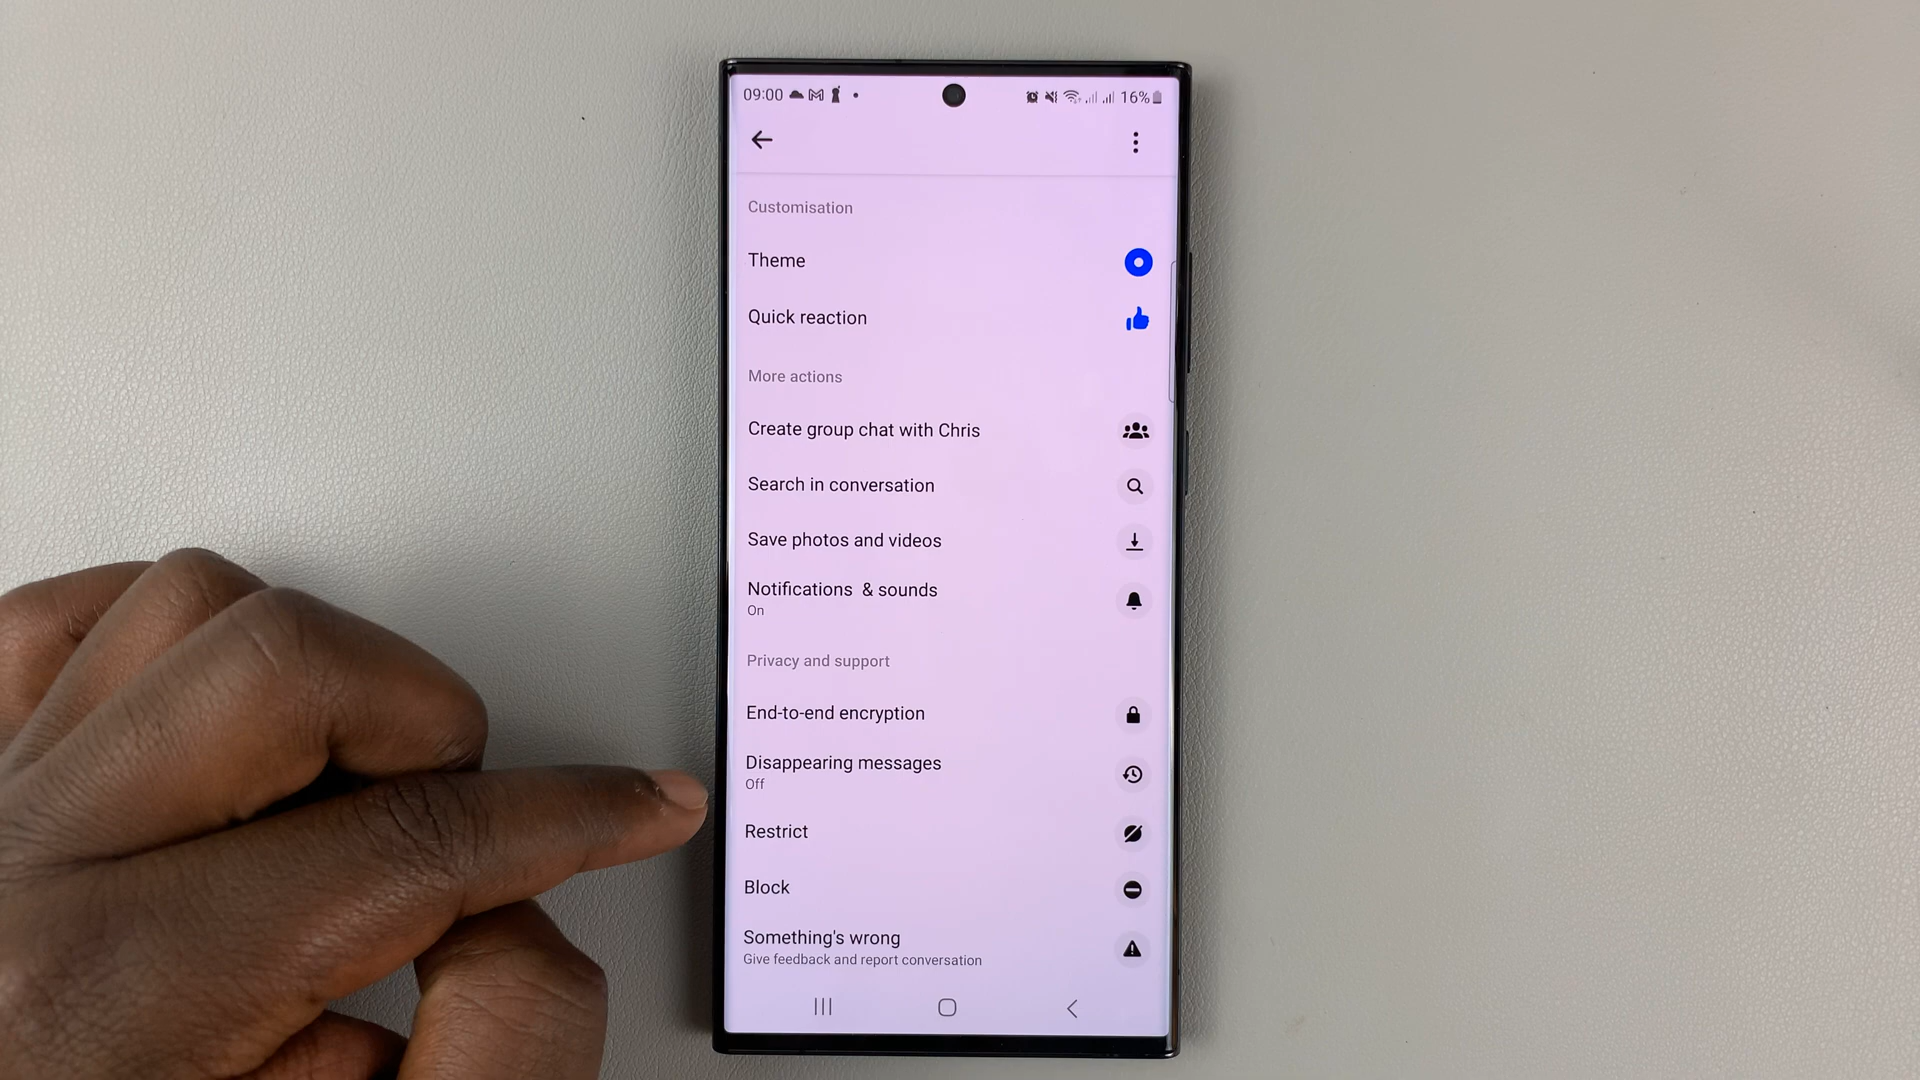 09:00
16%
Customisation
Theme
Quick reaction
More actions
Create group chat with Chris
Search in conversation
Save photos and videos
Notifications & sounds
On
Privacy and support
End-to-end encryption
Disappearing messages
Off
Restrict
Block
Something's wrong
Give feedback and report conversation